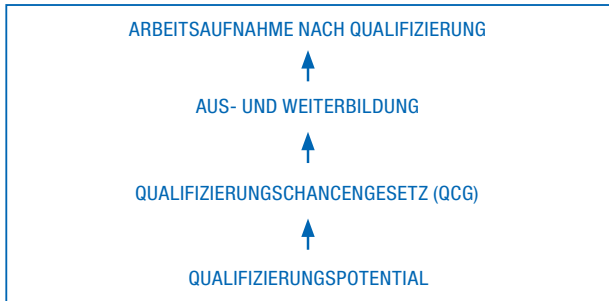 ARBEITSAUFNAHME NACH QUALIFIZIERUNG
AUS- UND WEITERBILDUNG
QUALIFIZIERUNGSCHANCENGESETZ (QCG)
QUALIFIZIERUNGSPOTENTIAL